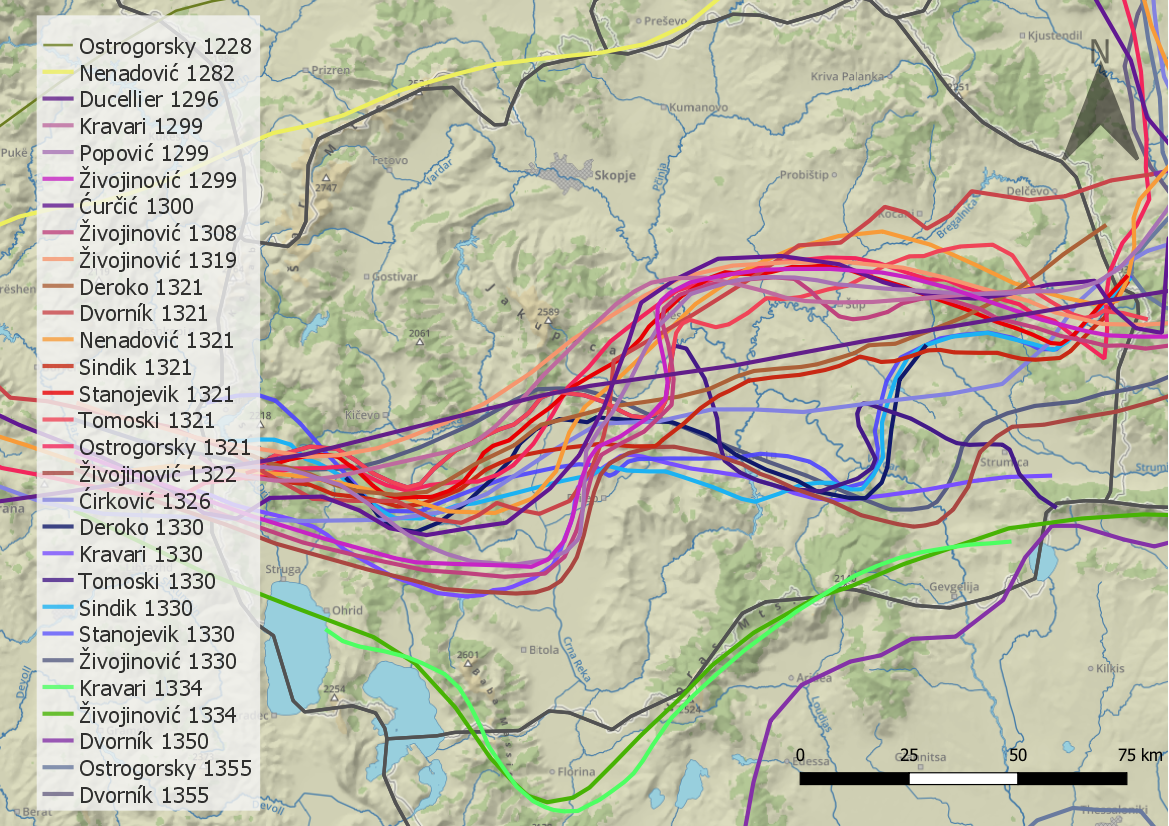 Ostrogorsky 1228
Nenadović 1282
Ducellier 1296
Kravari 1299
Popović 1299
Živojinović 1299
Ćurčić 1300
Živojinović 1308
Živojinović 1319
Deroko 1321
Dvorník 1321
Nenadović 1321
Sindik 1321
Stanojevik 1321
Tomoski 1321
Ostrogorsky 1321
Živojinović 1322
Ćirković 1326
Deroko 1330
Kravari 1330
Tomoski 1330
Sindik 1330
Stanojevik 1330
Živojinović 1330
Kravari 1334
Živojinović 1334
Dvorník 1350
Ostrogorsky 1355
Dvorník 1355
Preševo
Kjustendil
N
Prizren
Kriva Palanka
Kumanovo
Pukë
Tetovo
Vardar
Skopje
Pčinja
Probištip
Delčevo
2747
Kočani
Bregalnica
Gostivar
Jakupica
2589
2061
Štip
Kičevo
Strumica
Struga
Ohrid
Gevgelija
Bitola
Crna Reka
2601
Baba Massi
2254
2524
Kilkis
Aridea
Loudias
Devoll
Florina
Edessa
Devoll
Berat
Thessaloniki
0 25 50 75 km